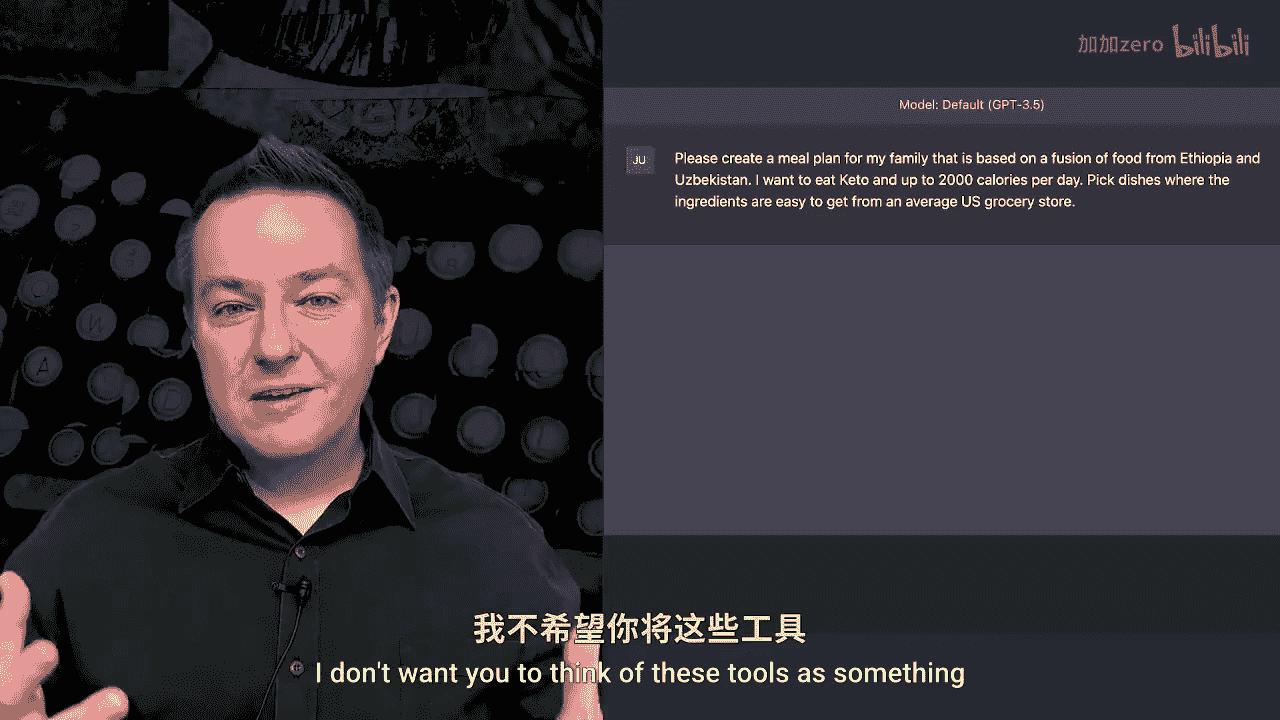 加加zero bilibili
Model: Default (GPT-3.5)
JU
Please create a meal plan for my family that is based on a fusion of food from Ethiopia and
Uzbekistan. I want to eat Keto and up to 2000 calories per day. Pick dishes where the
ingredients are easy to get from an average US grocery store.
我不希望你将这些工具
I don't want you to think of these tools as something